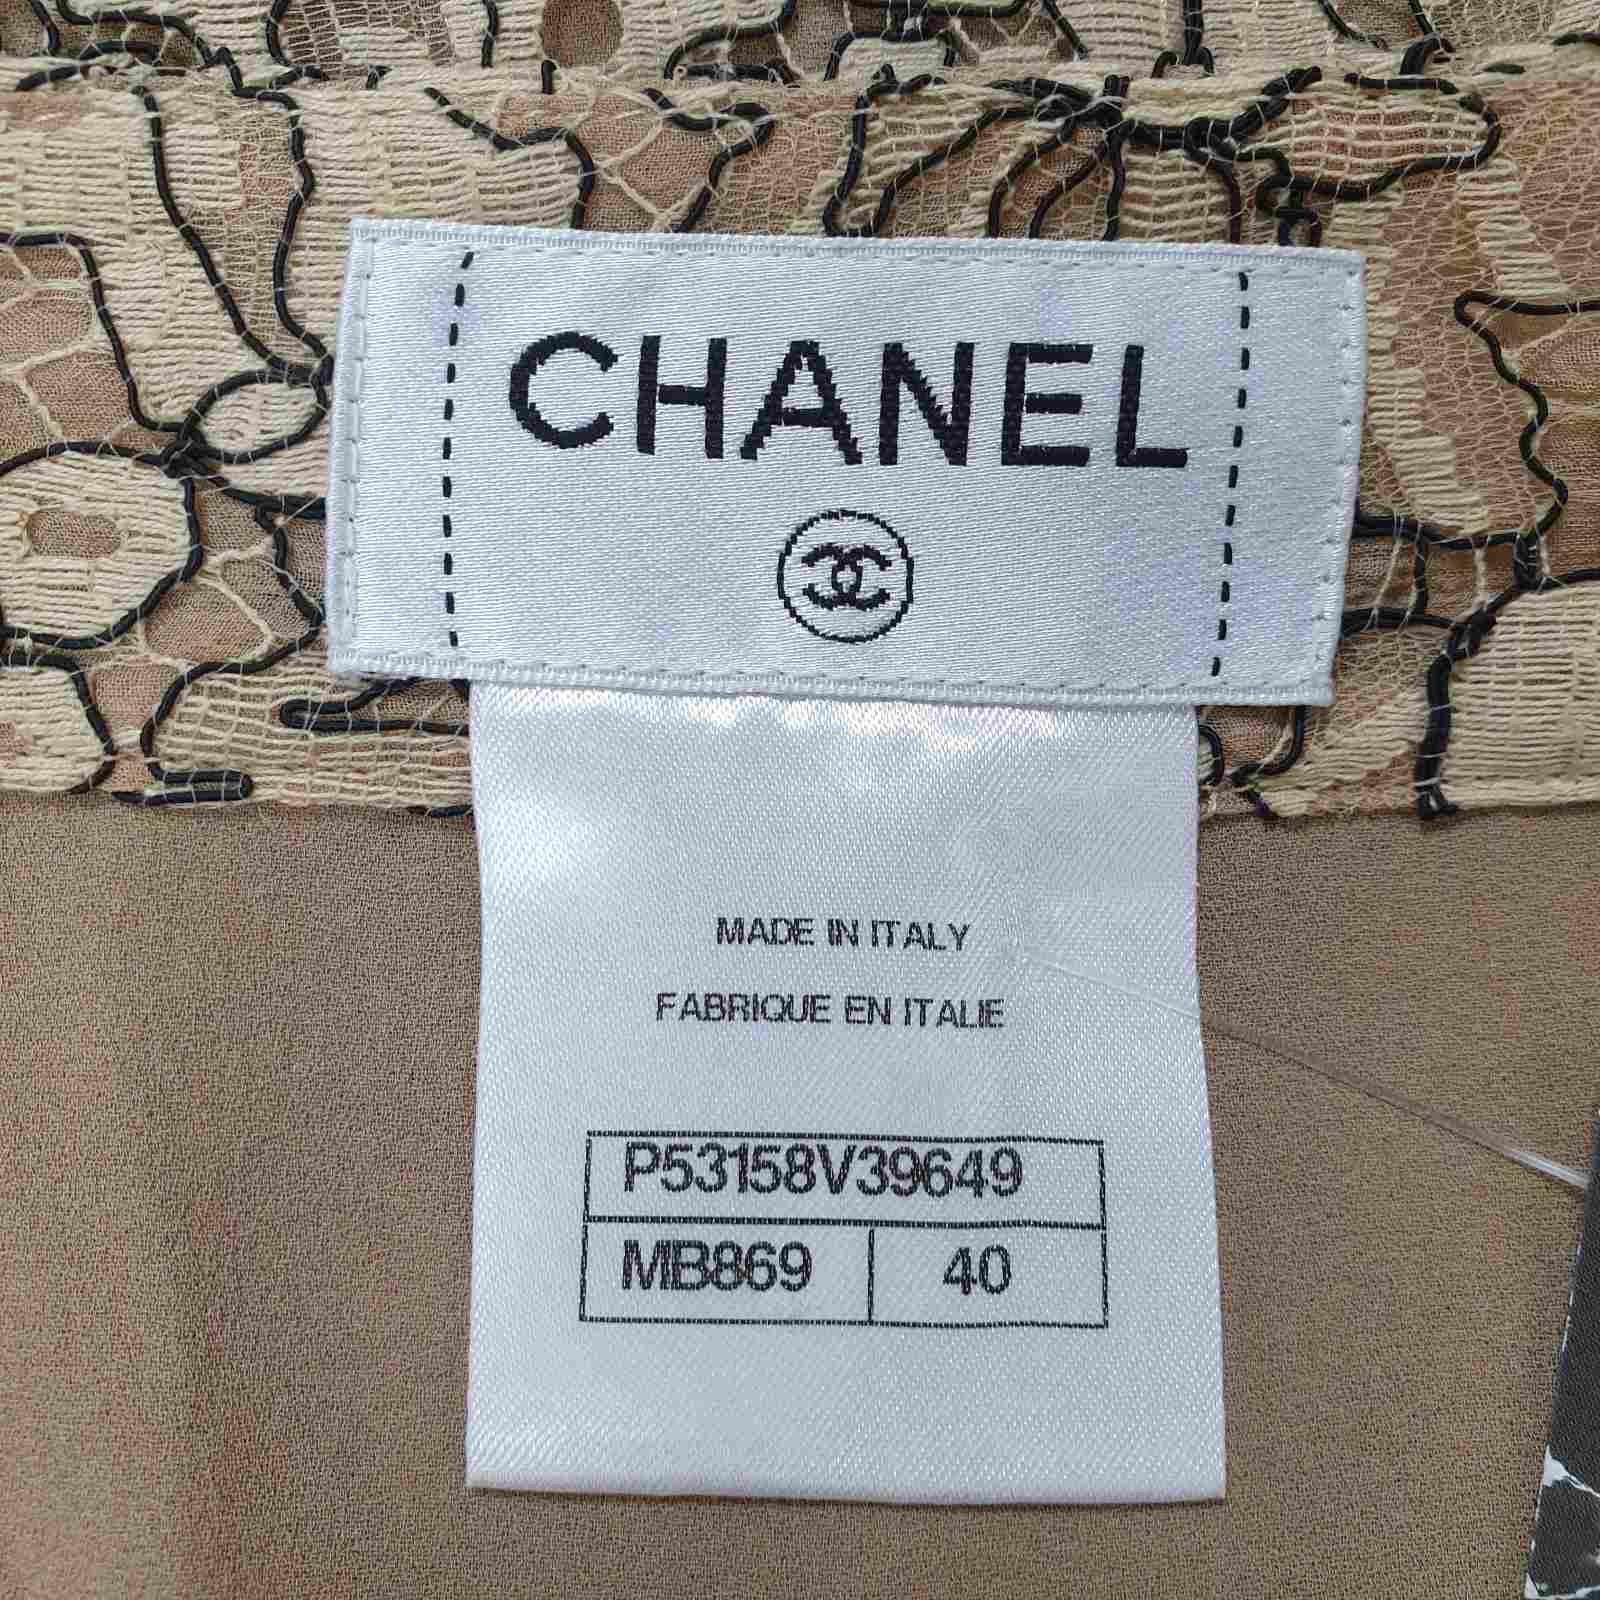 CHANEL
MADE IN ITALY
FABRIQUE EN ITALIE
P53158V39649
MB869 40